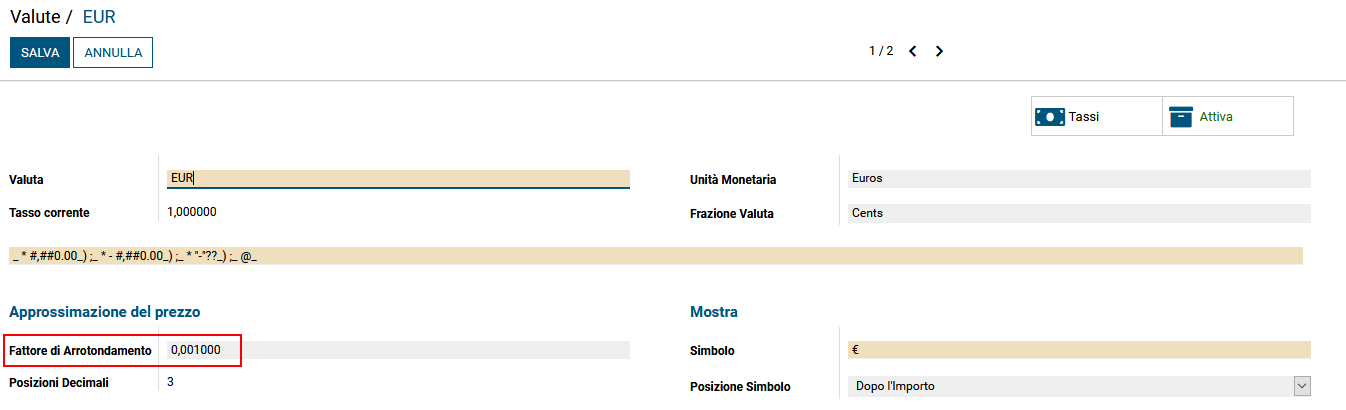 Valute / EUR
SALVA ANNULLA 1 / 2
Tassi Attiva
Valuta EUR Unità Monetaria Euros
Tasso corrente 1,000000 Frazione Valuta Cents
_ * #,##0.00_) ;_ * - #,##0.00_) ;_ * "-"??_) ;_ @_
Approssimazione del prezzo Mostra
Fattore di Arrotondamento 0,001000 Simbolo €
Posizioni Decimali 3 Posizione Simbolo Dopo l'Importo